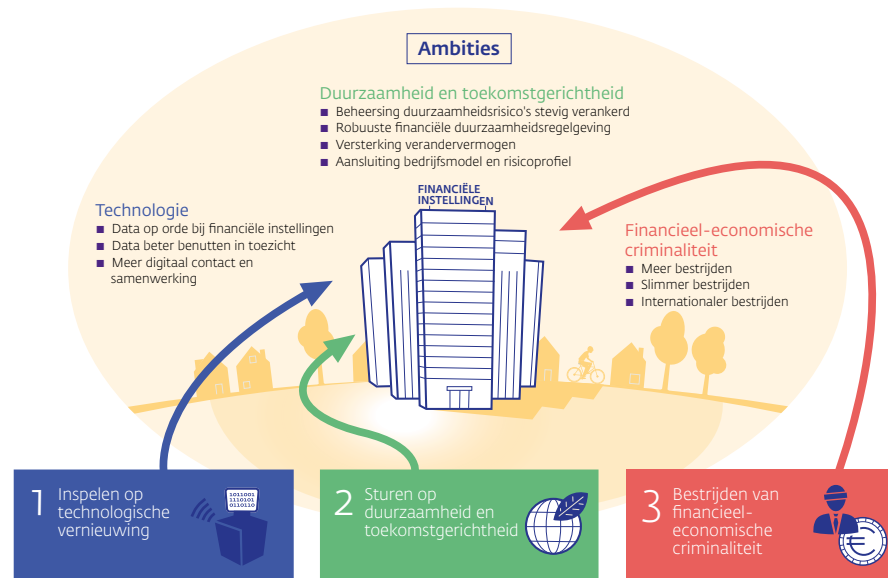 Ambities
Duurzaamheid en toekomstgerichtheid
■ Beheersing duurzaamheidsrisico's stevig verankerd
■ Robuuste financiële duurzaamheidsregelgeving
■ Versterking verandervermogen
■ Aansluiting bedrijfsmodel en risicoprofiel
FINANCIËLE
INSTELLINGEN
Technologie
■ Data op orde bij financiële instellingen
■ Data beter benutten in toezicht
■ Meer digitaal contact en
samenwerking
Financieel-economische
criminaliteit
■ Meer bestrijden
■ Slimmer bestrijden
■ Internationaler bestrijden
1 Inspelen op
technologische
vernieuwing
1011001
1110101
0110110
2 Sturen op
duurzaamheid en
toekomstgerichtheid
3 Bestrijden van
financieel-
economische
criminaliteit
€